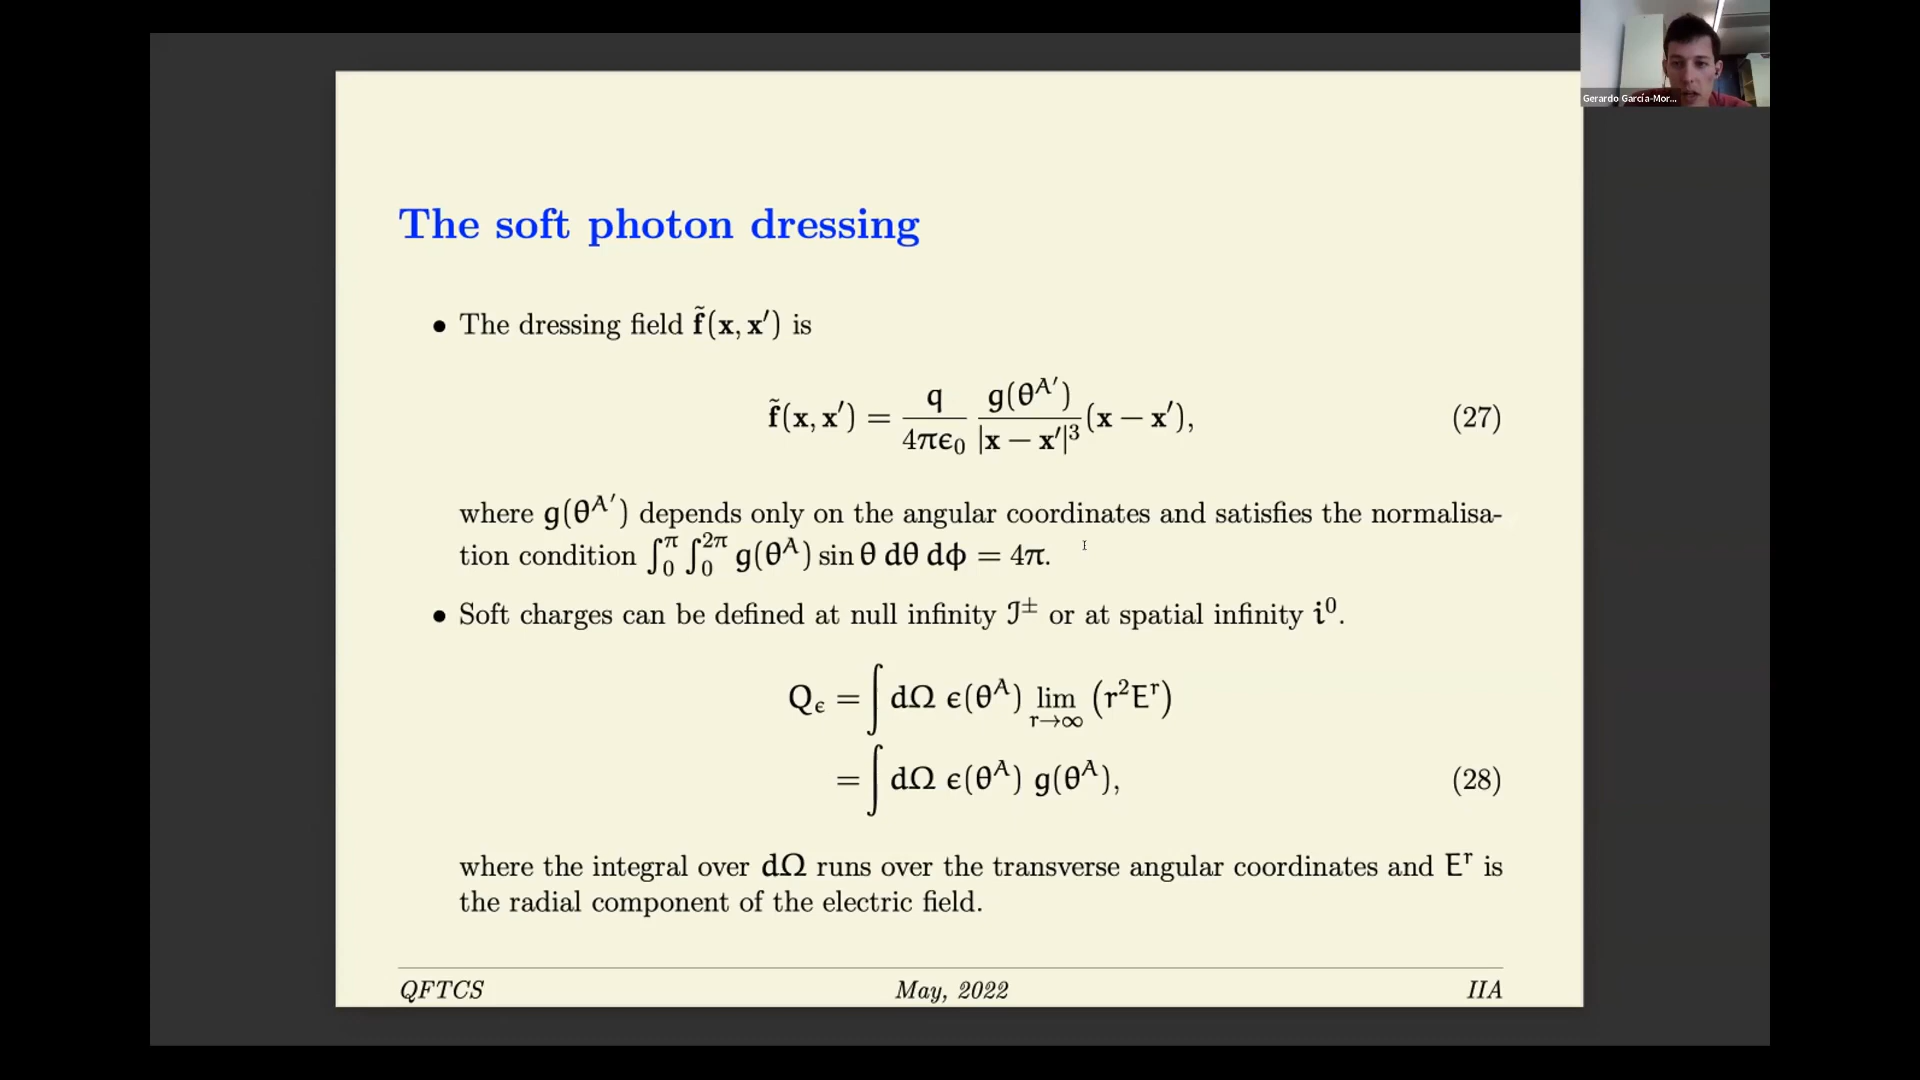 Gerardo García-Mor...
The soft photon dressing
• The dressing field f̃(x, x′) is
f̃(x, x′) = q/(4πϵ₀) g(θ^{A′})/|x − x′|³ (x − x′), (27)
where g(θ^{A′}) depends only on the angular coordinates and satisfies the normalisa-
tion condition ∫₀^π ∫₀^{2π} g(θ^A) sin θ dθ dϕ = 4π.
• Soft charges can be defined at null infinity ℐ^± or at spatial infinity i⁰.
Q_ϵ = ∫ dΩ ϵ(θ^A) lim_{r→∞} (r²E^r)
= ∫ dΩ ϵ(θ^A) g(θ^A), (28)
where the integral over dΩ runs over the transverse angular coordinates and E^r is
the radial component of the electric field.
QFTCS May, 2022 IIA